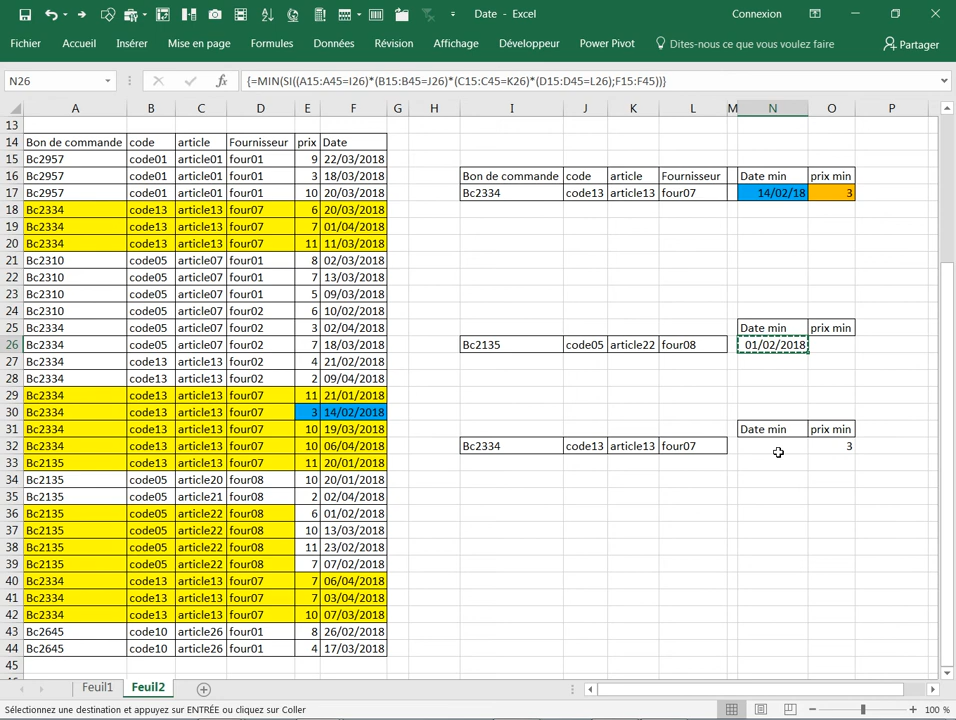 Date - Excel
Connexion
Fichier Accueil Insérer Mise en page Formules Données Révision Affichage Développeur Power Pivot Dites-nous ce que vous voulez faire Partager
N26 {=MIN(SI((A15:A45=I26)*(B15:B45=J26)*(C15:C45=K26)*(D15:D45=L26);F15:F45))}
A B C D E F G H I J K L M N O P
13
14 Bon de commande code article Fournisseur prix Date
15 Bc2957 code01 article01 four01 9 22/03/2018
16 Bc2957 code01 article01 four01 3 18/03/2018 Bon de commande code article Fournisseur Date min prix min
17 Bc2957 code01 article01 four01 10 20/03/2018 Bc2334 code13 article13 four07 14/02/18 3
18 Bc2334 code13 article13 four07 6 20/03/2018
19 Bc2334 code13 article13 four07 7 01/04/2018
20 Bc2334 code13 article13 four07 11 11/03/2018
21 Bc2310 code05 article07 four01 8 02/03/2018
22 Bc2310 code05 article07 four01 7 13/03/2018
23 Bc2310 code05 article07 four01 5 09/03/2018
24 Bc2310 code05 article07 four02 6 10/02/2018
25 Bc2334 code05 article07 four02 3 02/04/2018 Date min prix min
26 Bc2334 code05 article07 four02 7 18/03/2018 Bc2135 code05 article22 four08 01/02/2018
27 Bc2334 code13 article13 four02 4 21/02/2018
28 Bc2334 code13 article13 four02 2 09/04/2018
29 Bc2334 code13 article13 four07 11 21/01/2018
30 Bc2334 code13 article13 four07 3 14/02/2018
31 Bc2334 code13 article13 four07 10 19/03/2018 Date min prix min
32 Bc2334 code13 article13 four07 10 06/04/2018 Bc2334 code13 article13 four07 3
33 Bc2135 code13 article13 four07 11 20/01/2018
34 Bc2135 code05 article20 four08 10 20/01/2018
35 Bc2135 code05 article21 four08 2 02/04/2018
36 Bc2135 code05 article22 four08 6 01/02/2018
37 Bc2135 code05 article22 four08 10 13/03/2018
38 Bc2135 code05 article22 four08 11 23/02/2018
39 Bc2135 code05 article22 four08 7 07/02/2018
40 Bc2334 code13 article13 four07 7 06/04/2018
41 Bc2334 code13 article13 four07 7 03/04/2018
42 Bc2334 code13 article13 four07 10 07/03/2018
43 Bc2645 code10 article26 four01 8 26/02/2018
44 Bc2645 code10 article26 four01 4 17/03/2018
45
Feuil1 Feuil2
Sélectionnez une destination et appuyez sur ENTRÉE ou cliquez sur Coller 100 %